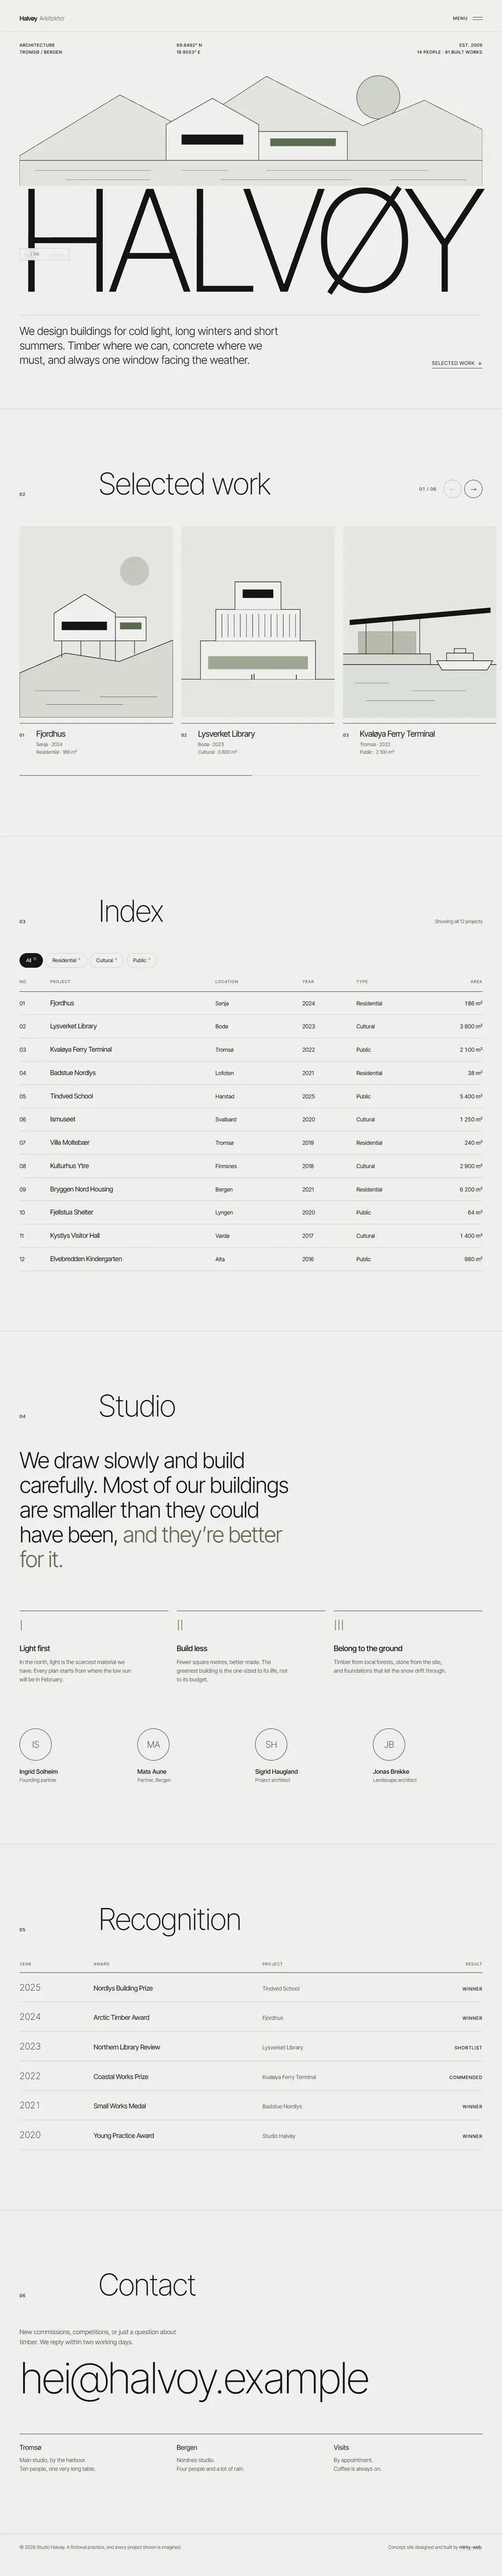 Halvøy Arkitekter
MENU
ARCHITECTURE
TROMSØ / BERGEN
69.6492° N
18.9553° E
EST. 2009
14 PEOPLE · 61 BUILT WORKS
HALVØY
/ 06
We design buildings for cold light, long winters and short
summers. Timber where we can, concrete where we
must, and always one window facing the weather.
SELECTED WORK ↓
02
Selected work
01 / 06
← →
01 Fjordhus
Senja · 2024
Residential · 186 m²
02 Lysverket Library
Bodø · 2023
Cultural · 3 800 m²
03 Kvaløya Ferry Terminal
Tromsø · 2022
Public · 2 100 m²
03
Index
Showing all 12 projects
All Residential Cultural Public
NO. PROJECT LOCATION YEAR TYPE AREA
01 Fjordhus Senja 2024 Residential 186 m²
02 Lysverket Library Bodø 2023 Cultural 3 800 m²
03 Kvaløya Ferry Terminal Tromsø 2022 Public 2 100 m²
04 Badstue Nordlys Lofoten 2021 Residential 38 m²
05 Tindved School Harstad 2025 Public 5 400 m²
06 Ismuseet Svalbard 2020 Cultural 1 250 m²
07 Villa Moltebær Tromsø 2019 Residential 240 m²
08 Kulturhus Ytre Finnsnes 2018 Cultural 2 900 m²
09 Bryggen Nord Housing Bergen 2021 Residential 6 200 m²
10 Fjellstua Shelter Lyngen 2020 Public 64 m²
11 Kystlys Visitor Hall Vardø 2017 Cultural 1 400 m²
12 Elvebredden Kindergarten Alta 2016 Public 980 m²
04
Studio
We draw slowly and build
carefully. Most of our buildings
are smaller than they could
have been, and they're better
for it.
Light first
In the north, light is the scarcest material we
have. Every plan starts from where the low sun
will be in February.
Build less
Fewer square metres, better made. The
greenest building is the one sized to its life, not
to its budget.
Belong to the ground
Timber from local forests, stone from the site,
and foundations that let the snow drift through.
IS
Ingrid Solheim
Founding partner
MA
Mats Aune
Partner, Bergen
SH
Sigrid Haugland
Project architect
JB
Jonas Brekke
Landscape architect
05
Recognition
YEAR AWARD PROJECT RESULT
2025 Nordlys Building Prize Tindved School WINNER
2024 Arctic Timber Award Fjordhus WINNER
2023 Northern Library Review Lysverket Library SHORTLIST
2022 Coastal Works Prize Kvaløya Ferry Terminal COMMENDED
2021 Small Works Medal Badstue Nordlys WINNER
2020 Young Practice Award Studio Halvøy WINNER
06
Contact
New commissions, competitions, or just a question about
timber. We reply within two working days.
hei@halvoy.example
Tromsø
Main studio, by the harbour.
Ten people, one very long table.
Bergen
Nordnes studio.
Four people and a lot of rain.
Visits
By appointment.
Coffee is always on.
© 2026 Studio Halvøy. A fictional practice, and every project shown is imagined.
Concept site designed and built by minty-web.